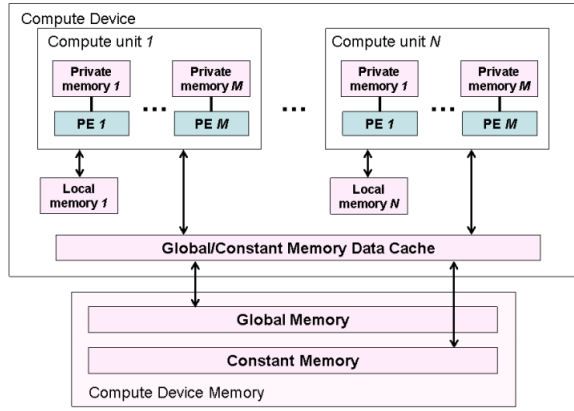 Compute Device
Compute unit 1
Compute unit N
Private
memory 1
Private
memory M
Private
memory 1
Private
memory M
PE 1
PE M
PE 1
PE M
Local
memory 1
Local
memory N
Global/Constant Memory Data Cache
Global Memory
Constant Memory
Compute Device Memory